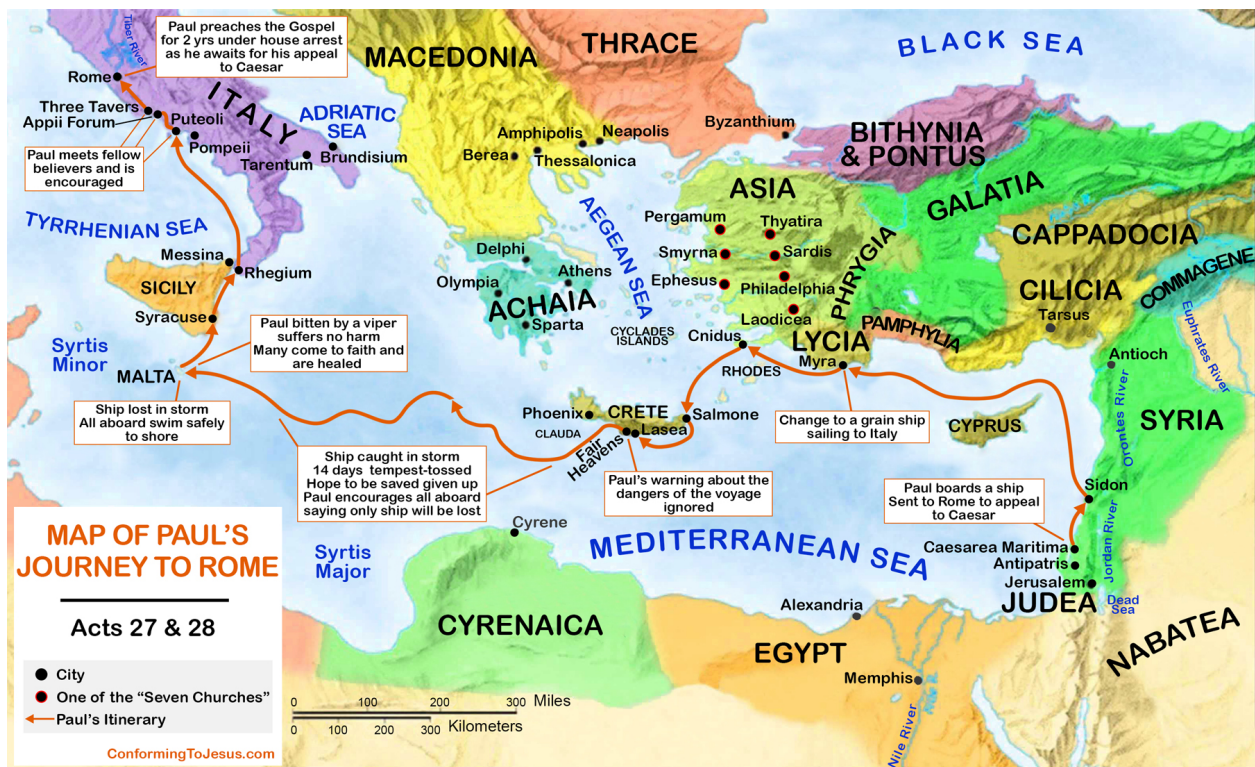 Tiber River
Paul preaches the Gospel
for 2 yrs under house arrest
as he awaits for his appeal
to Caesar
Rome
Three Tavers
Appii Forum
Puteoli
Pompeii
ITALY
ADRIATIC
SEA
Tarentum
Brundisium
Paul meets fellow
believers and is
encouraged
TYRRHENIAN SEA
Messina
Rhegium
SICILY
Syracuse
Syrtis
Minor
MALTA
Paul bitten by a viper
suffers no harm
Many come to faith and
are healed
Ship lost in storm
All aboard swim safely
to shore
MACEDONIA
THRACE
BLACK SEA
Amphipolis
Neapolis
Berea
Thessalonica
Byzantium
BITHYNIA
& PONTUS
GALATIA
ASIA
AEGEAN SEA
Pergamum
Thyatira
Smyrna
Sardis
Ephesus
Philadelphia
Laodicea
PHRYGIA
CAPPADOCIA
COMMAGENE
CILICIA
Tarsus
Euphrates River
Delphi
Olympia
Athens
ACHAIA
Sparta
CYCLADES
ISLANDS
Cnidus
LYCIA
PAMPHYLIA
Myra
RHODES
Antioch
Orontes River
SYRIA
Phoenix
CRETE
Salmone
CLAUDA
Lasea
Fair
Heavens
Change to a grain ship
sailing to Italy
CYPRUS
Ship caught in storm
14 days tempest-tossed
Hope to be saved given up
Paul encourages all aboard
saying only ship will be lost
Paul's warning about the
dangers of the voyage
ignored
Paul boards a ship
Sent to Rome to appeal
to Caesar
Sidon
Caesarea Maritima
Antipatris
Jerusalem
Jordan River
Dead
Sea
JUDEA
NABATEA
MEDITERRANEAN SEA
Cyrene
Syrtis
Major
CYRENAICA
Alexandria
EGYPT
Memphis
Nile River
MAP OF PAUL'S
JOURNEY TO ROME
Acts 27 & 28
City
One of the "Seven Churches"
Paul's Itinerary
ConformingToJesus.com
0 100 200 300 Miles
0 100 200 300 Kilometers